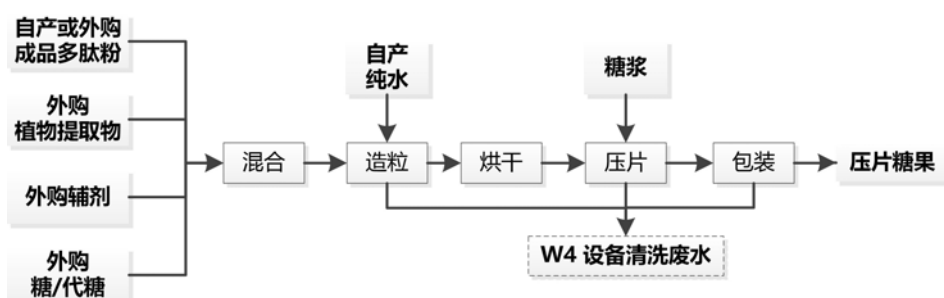 自产或外购
成品多肽粉
外购
植物提取物
外购辅剂
外购
糖/代糖
混合
自产
纯水
造粒
烘干
糖浆
压片
包装
压片糖果
W4 设备清洗废水